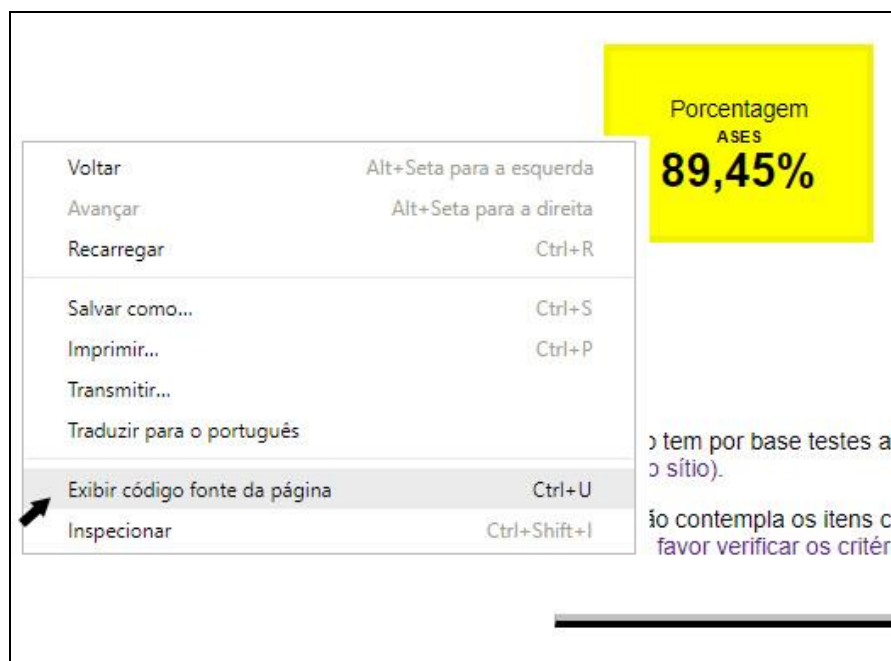 Porcentagem
ASES
89,45%
Voltar Alt+Seta para a esquerda
Avançar Alt+Seta para a direita
Recarregar Ctrl+R
Salvar como... Ctrl+S
Imprimir... Ctrl+P
Transmitir...
Traduzir para o português
Exibir código fonte da página Ctrl+U
Inspecionar Ctrl+Shift+I
o tem por base testes a
o sítio).
ão contempla os itens c
favor verificar os critér